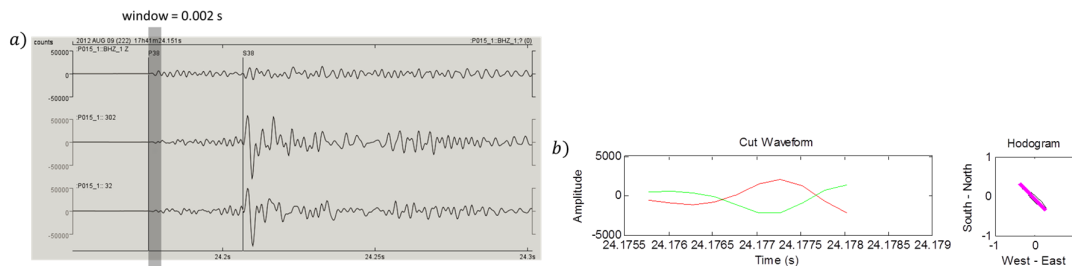 window = 0.002 s
a)
counts
2012 AUG 09 (222) 17h41m24.151s
P015_1::BHZ_1 Z
P015_1:? (0)
50000
P38
S38
0
-50000
50000
P015_1:: 302
0
-50000
50000
P015_1:: 32
0
-50000
24.2s
24.25s
24.3s
b)
Cut Waveform
5000
0
-5000
Amplitude
24.1755
24.176
24.1765
24.177
24.1775
24.178
24.1785
24.179
Time (s)
Hodogram
1
0
-1
South - North
-1
0
1
West - East